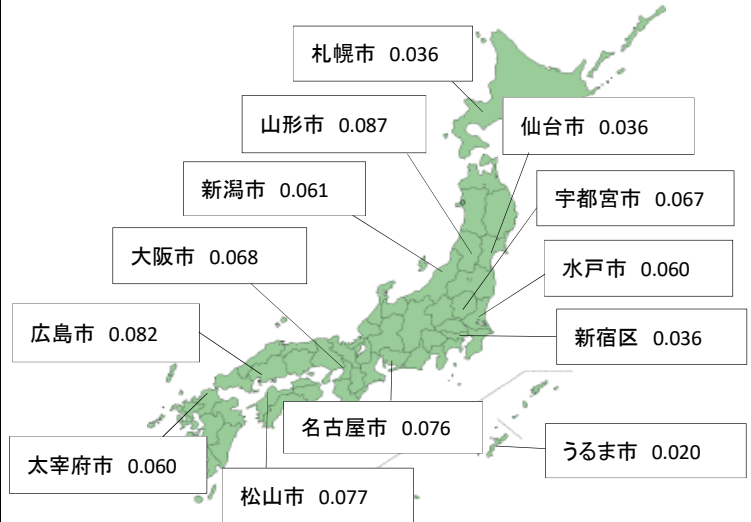 札幌市 0.036
山形市 0.087
仙台市 0.036
新潟市 0.061
宇都宮市 0.067
大阪市 0.068
水戸市 0.060
広島市 0.082
新宿区 0.036
名古屋市 0.076
太宰府市 0.060
うるま市 0.020
松山市 0.077